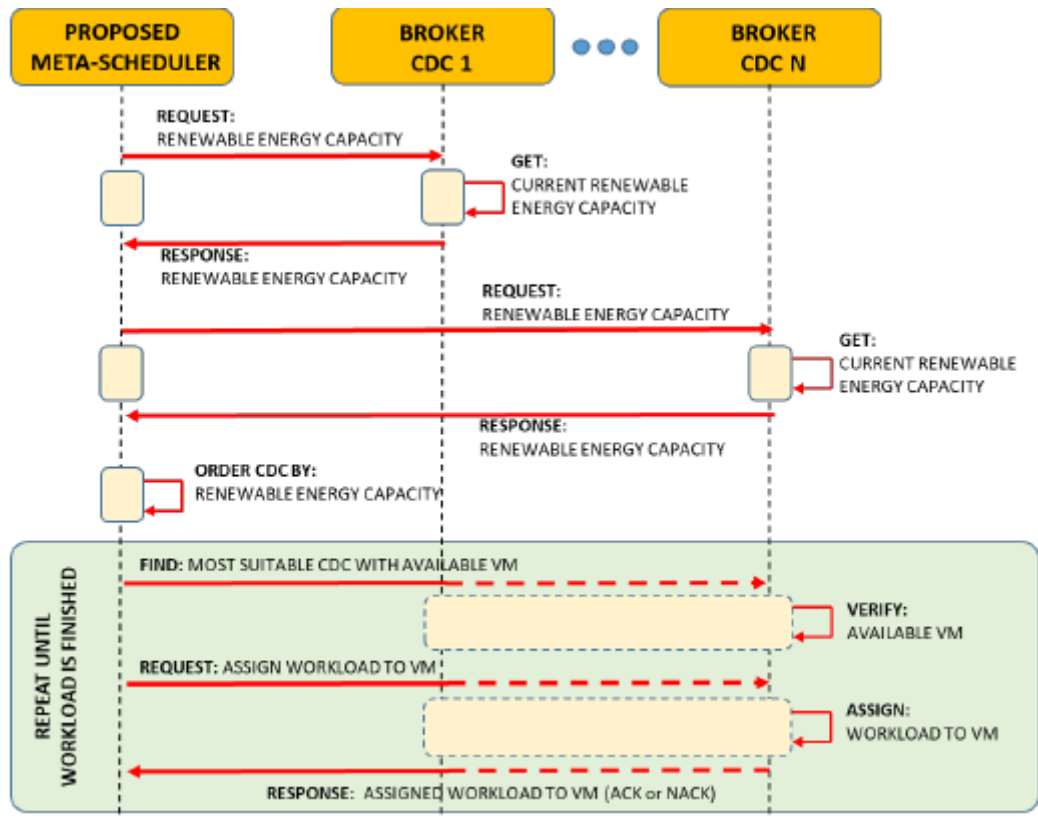 PROPOSED
META-SCHEDULER
BROKER
CDC 1
BROKER
CDC N
REQUEST:
RENEWABLE ENERGY CAPACITY
GET:
CURRENT RENEWABLE
ENERGY CAPACITY
RESPONSE:
RENEWABLE ENERGY CAPACITY
REQUEST:
RENEWABLE ENERGY CAPACITY
GET:
CURRENT RENEWABLE
ENERGY CAPACITY
RESPONSE:
RENEWABLE ENERGY CAPACITY
ORDER CDC BY:
RENEWABLE ENERGY CAPACITY
REPEAT UNTIL
WORKLOAD IS FINISHED
FIND: MOST SUITABLE CDC WITH AVAILABLE VM
VERIFY:
AVAILABLE VM
REQUEST: ASSIGN WORKLOAD TO VM
ASSIGN:
WORKLOAD TO VM
RESPONSE: ASSIGNED WORKLOAD TO VM (ACK or NACK)